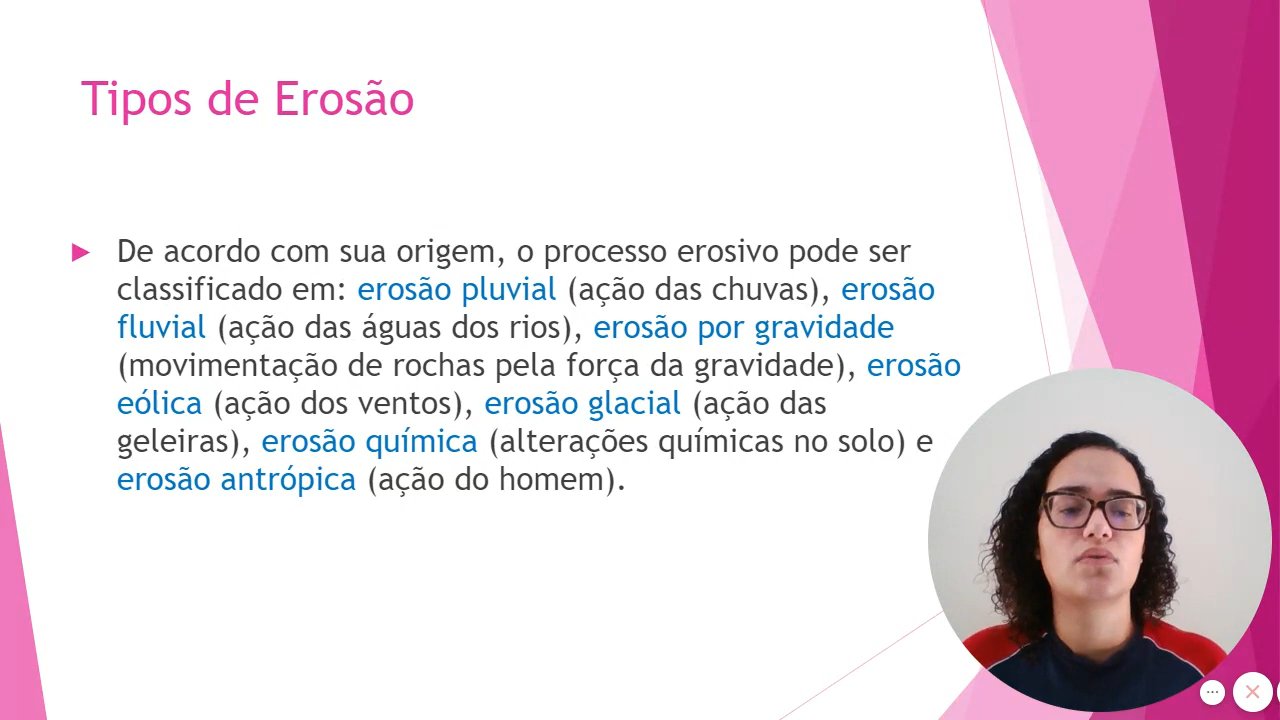 Tipos de Erosão
De acordo com sua origem, o processo erosivo pode ser
classificado em: erosão pluvial (ação das chuvas), erosão
fluvial (ação das águas dos rios), erosão por gravidade
(movimentação de rochas pela força da gravidade), erosão
eólica (ação dos ventos), erosão glacial (ação das
geleiras), erosão química (alterações químicas no solo) e
erosão antrópica (ação do homem).